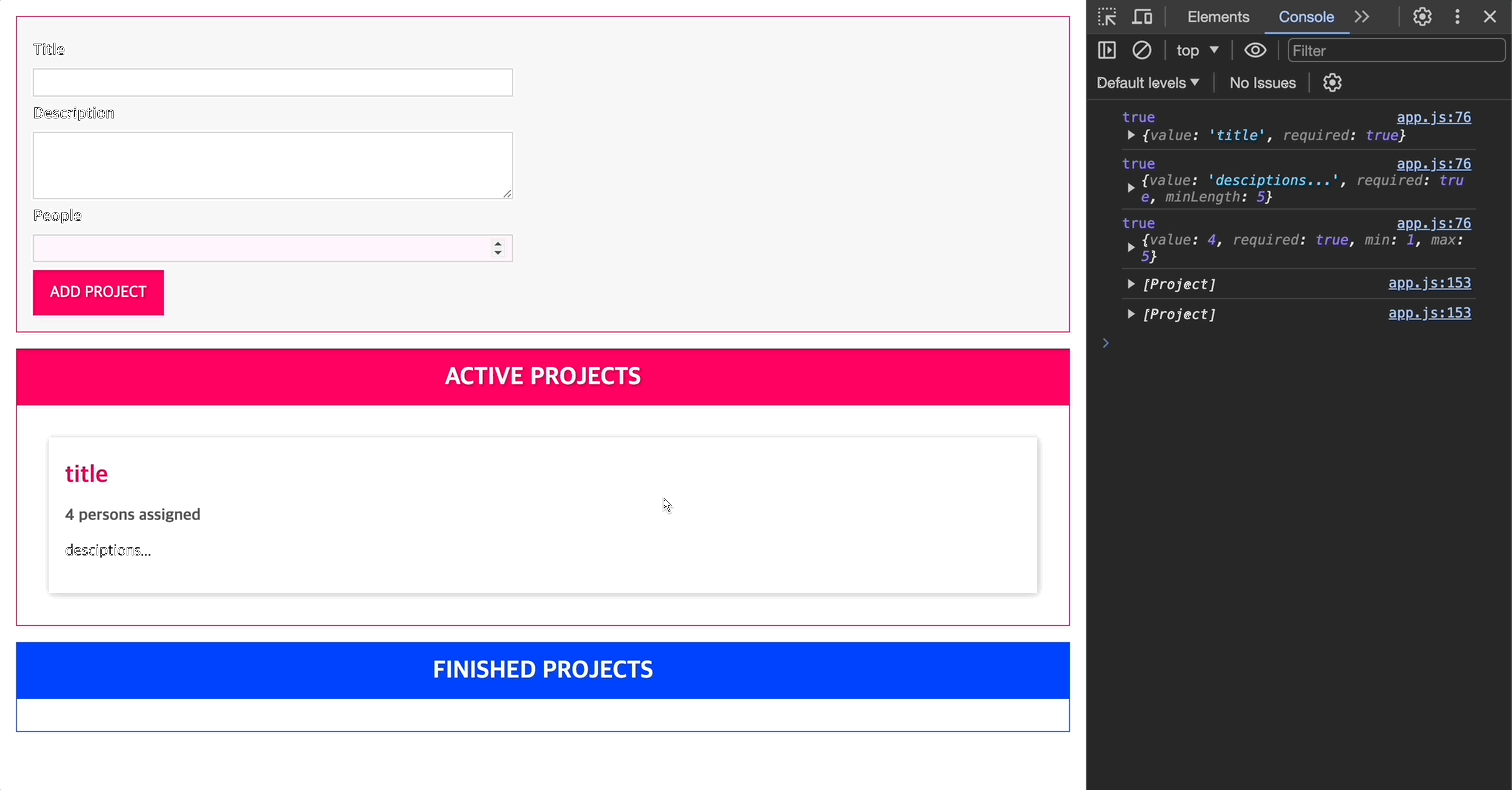 Title
Description
People
ADD PROJECT
ACTIVE PROJECTS
title
4 persons assigned
desciptions...
FINISHED PROJECTS
Elements
Console
top
Filter
Default levels
No Issues
true app.js:76
{value: 'title', required: true}
true app.js:76
{value: 'desciptions...', required: tru
e, minLength: 5}
true app.js:76
{value: 4, required: true, min: 1, max:
5}
[Project] app.js:153
[Project] app.js:153